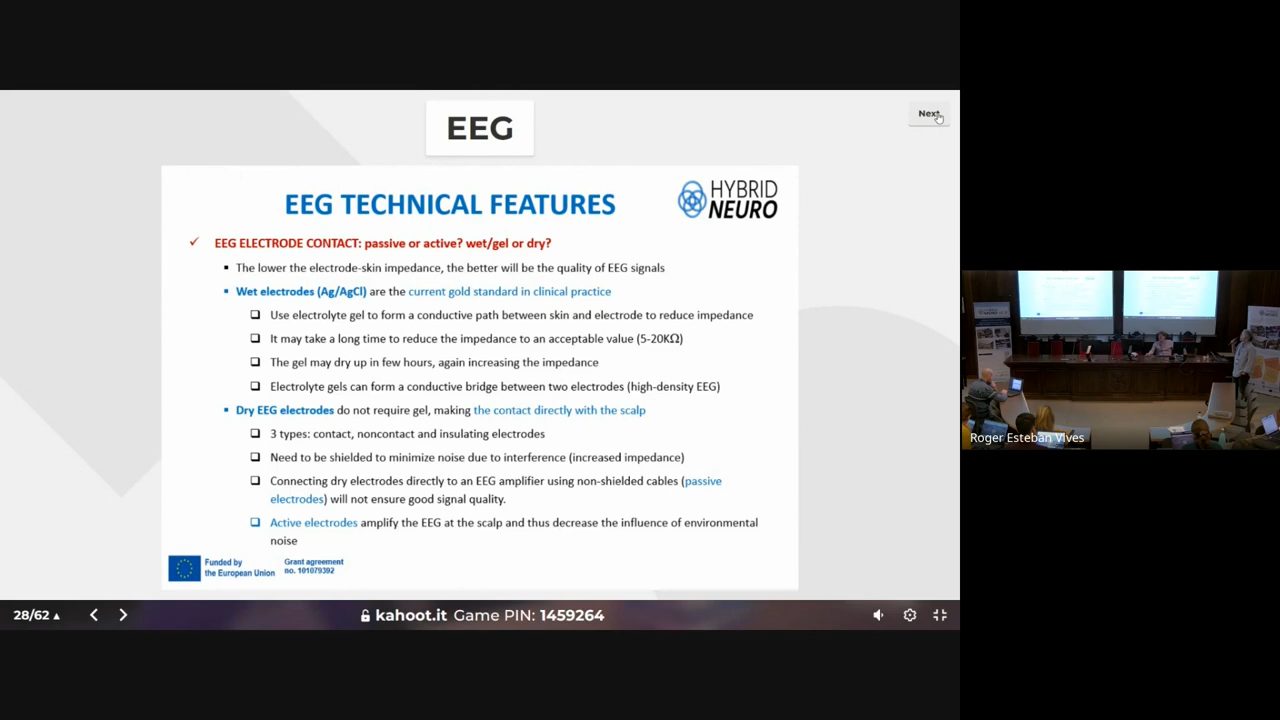 EEG
Next
EEG TECHNICAL FEATURES
HYBRID
NEURO
✓ EEG ELECTRODE CONTACT: passive or active? wet/gel or dry?
▪ The lower the electrode-skin impedance, the better will be the quality of EEG signals
▪ Wet electrodes (Ag/AgCl) are the current gold standard in clinical practice
❑ Use electrolyte gel to form a conductive path between skin and electrode to reduce impedance
❑ It may take a long time to reduce the impedance to an acceptable value (5-20KΩ)
❑ The gel may dry up in few hours, again increasing the impedance
❑ Electrolyte gels can form a conductive bridge between two electrodes (high-density EEG)
▪ Dry EEG electrodes do not require gel, making the contact directly with the scalp
❑ 3 types: contact, noncontact and insulating electrodes
❑ Need to be shielded to minimize noise due to interference (increased impedance)
❑ Connecting dry electrodes directly to an EEG amplifier using non-shielded cables (passive
electrodes) will not ensure good signal quality.
❑ Active electrodes amplify the EEG at the scalp and thus decrease the influence of environmental
noise
Funded by
the European Union
Grant agreement
no. 101079392
28/62
kahoot.it Game PIN: 1459264
Roger Esteban Vives